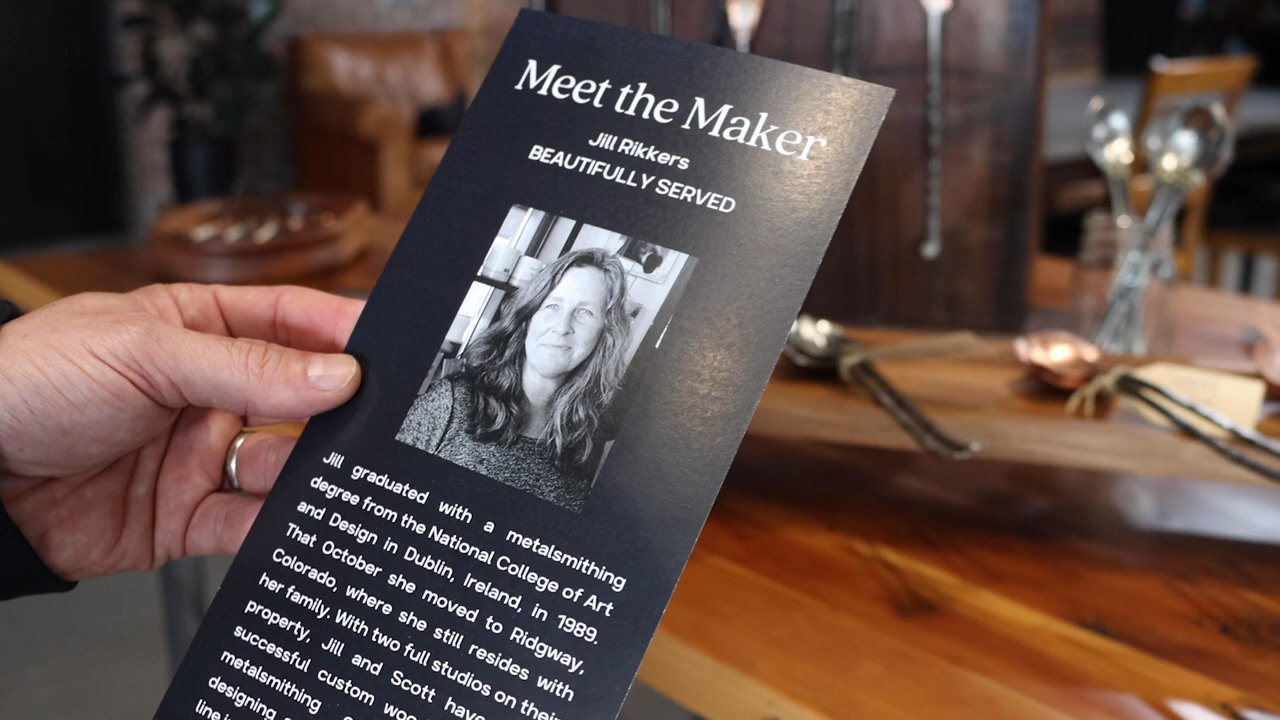 Meet the Maker
Jill Rikkers
BEAUTIFULLY SERVED
Jill graduated with a metalsmithing
degree from the National College of Art
and Design in Dublin, Ireland, in 1989.
That October she moved to Ridgway,
Colorado, where she still resides with
her family. With two full studios on their
property, Jill and Scott have
successful custom
metalsmithing
designing
line